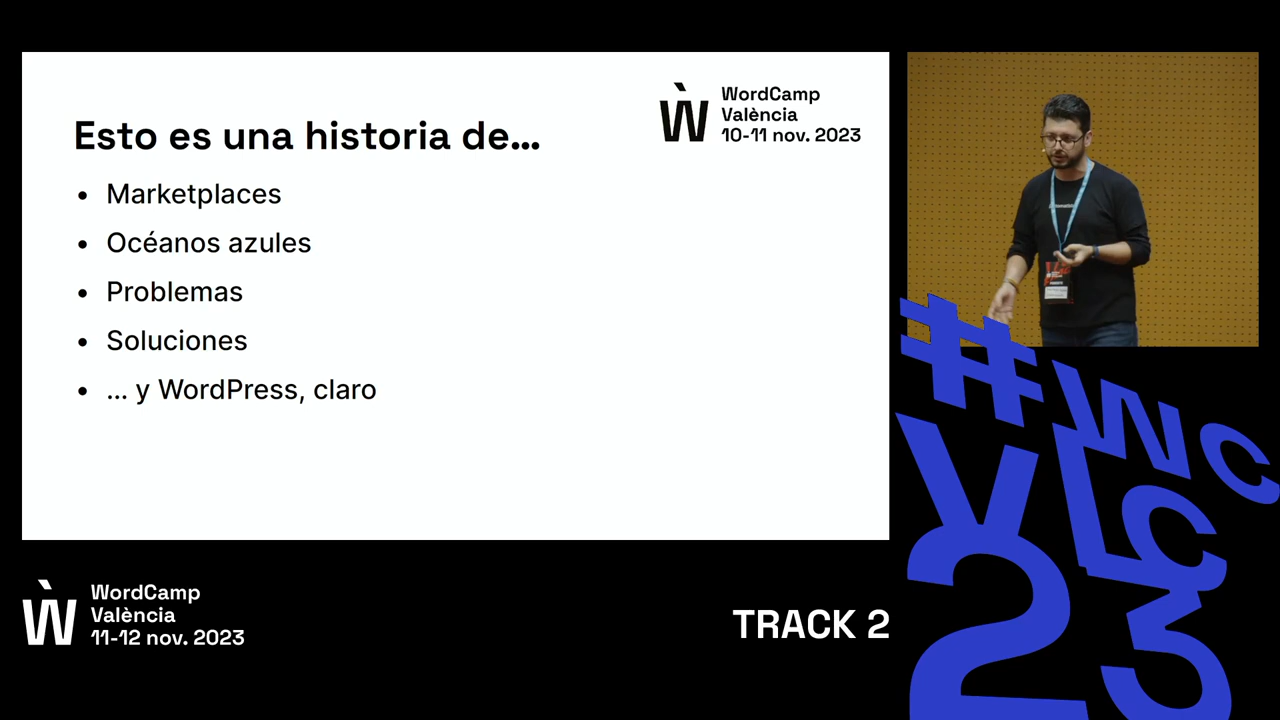 Esto es una historia de...
• Marketplaces
• Océanos azules
• Problemas
• Soluciones
• ... y WordPress, claro
Ẁ
WordCamp
València
10-11 nov. 2023
Ẁ
WordCamp
València
11-12 nov. 2023
TRACK 2
#WC
VLC
23